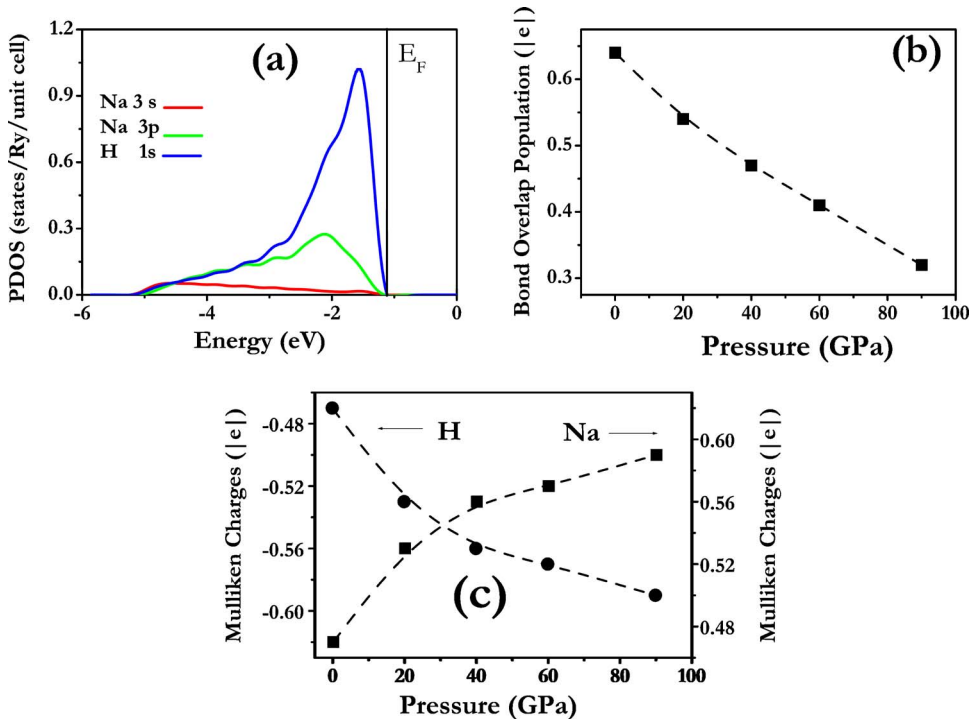 PDOS (states/Ry/unit cell)
1.2
0.9
0.6
0.3
0.0
(a)
E_F
Na 3 s
Na 3p
H 1s
-6
-4
-2
0
Energy (eV)
Bond Overlap Population (|e|)
(b)
0.6
0.5
0.4
0.3
0
20
40
60
80
100
Pressure (GPa)
Mulliken Charges (|e|)
-0.48
-0.52
-0.56
-0.60
H
Na
(c)
0.60
0.56
0.52
0.48
Mulliken Charges (|e|)
0
20
40
60
80
100
Pressure (GPa)